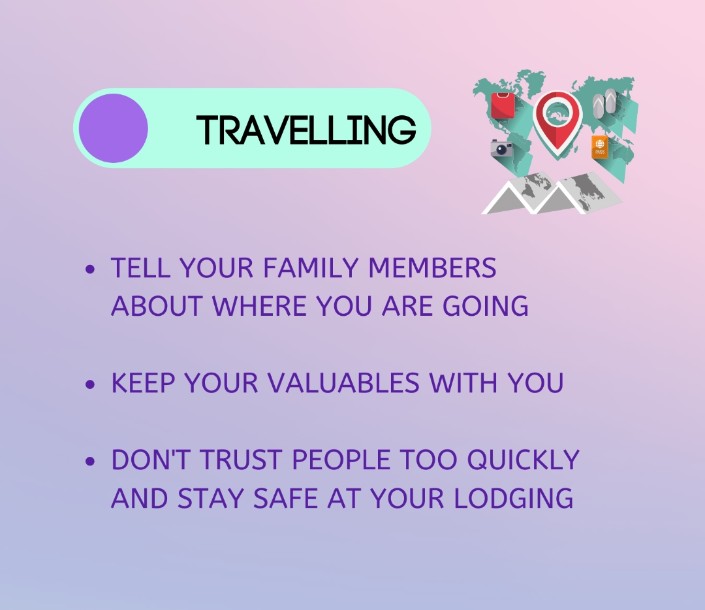 TRAVELLING
• TELL YOUR FAMILY MEMBERS
ABOUT WHERE YOU ARE GOING
• KEEP YOUR VALUABLES WITH YOU
• DON'T TRUST PEOPLE TOO QUICKLY
AND STAY SAFE AT YOUR LODGING